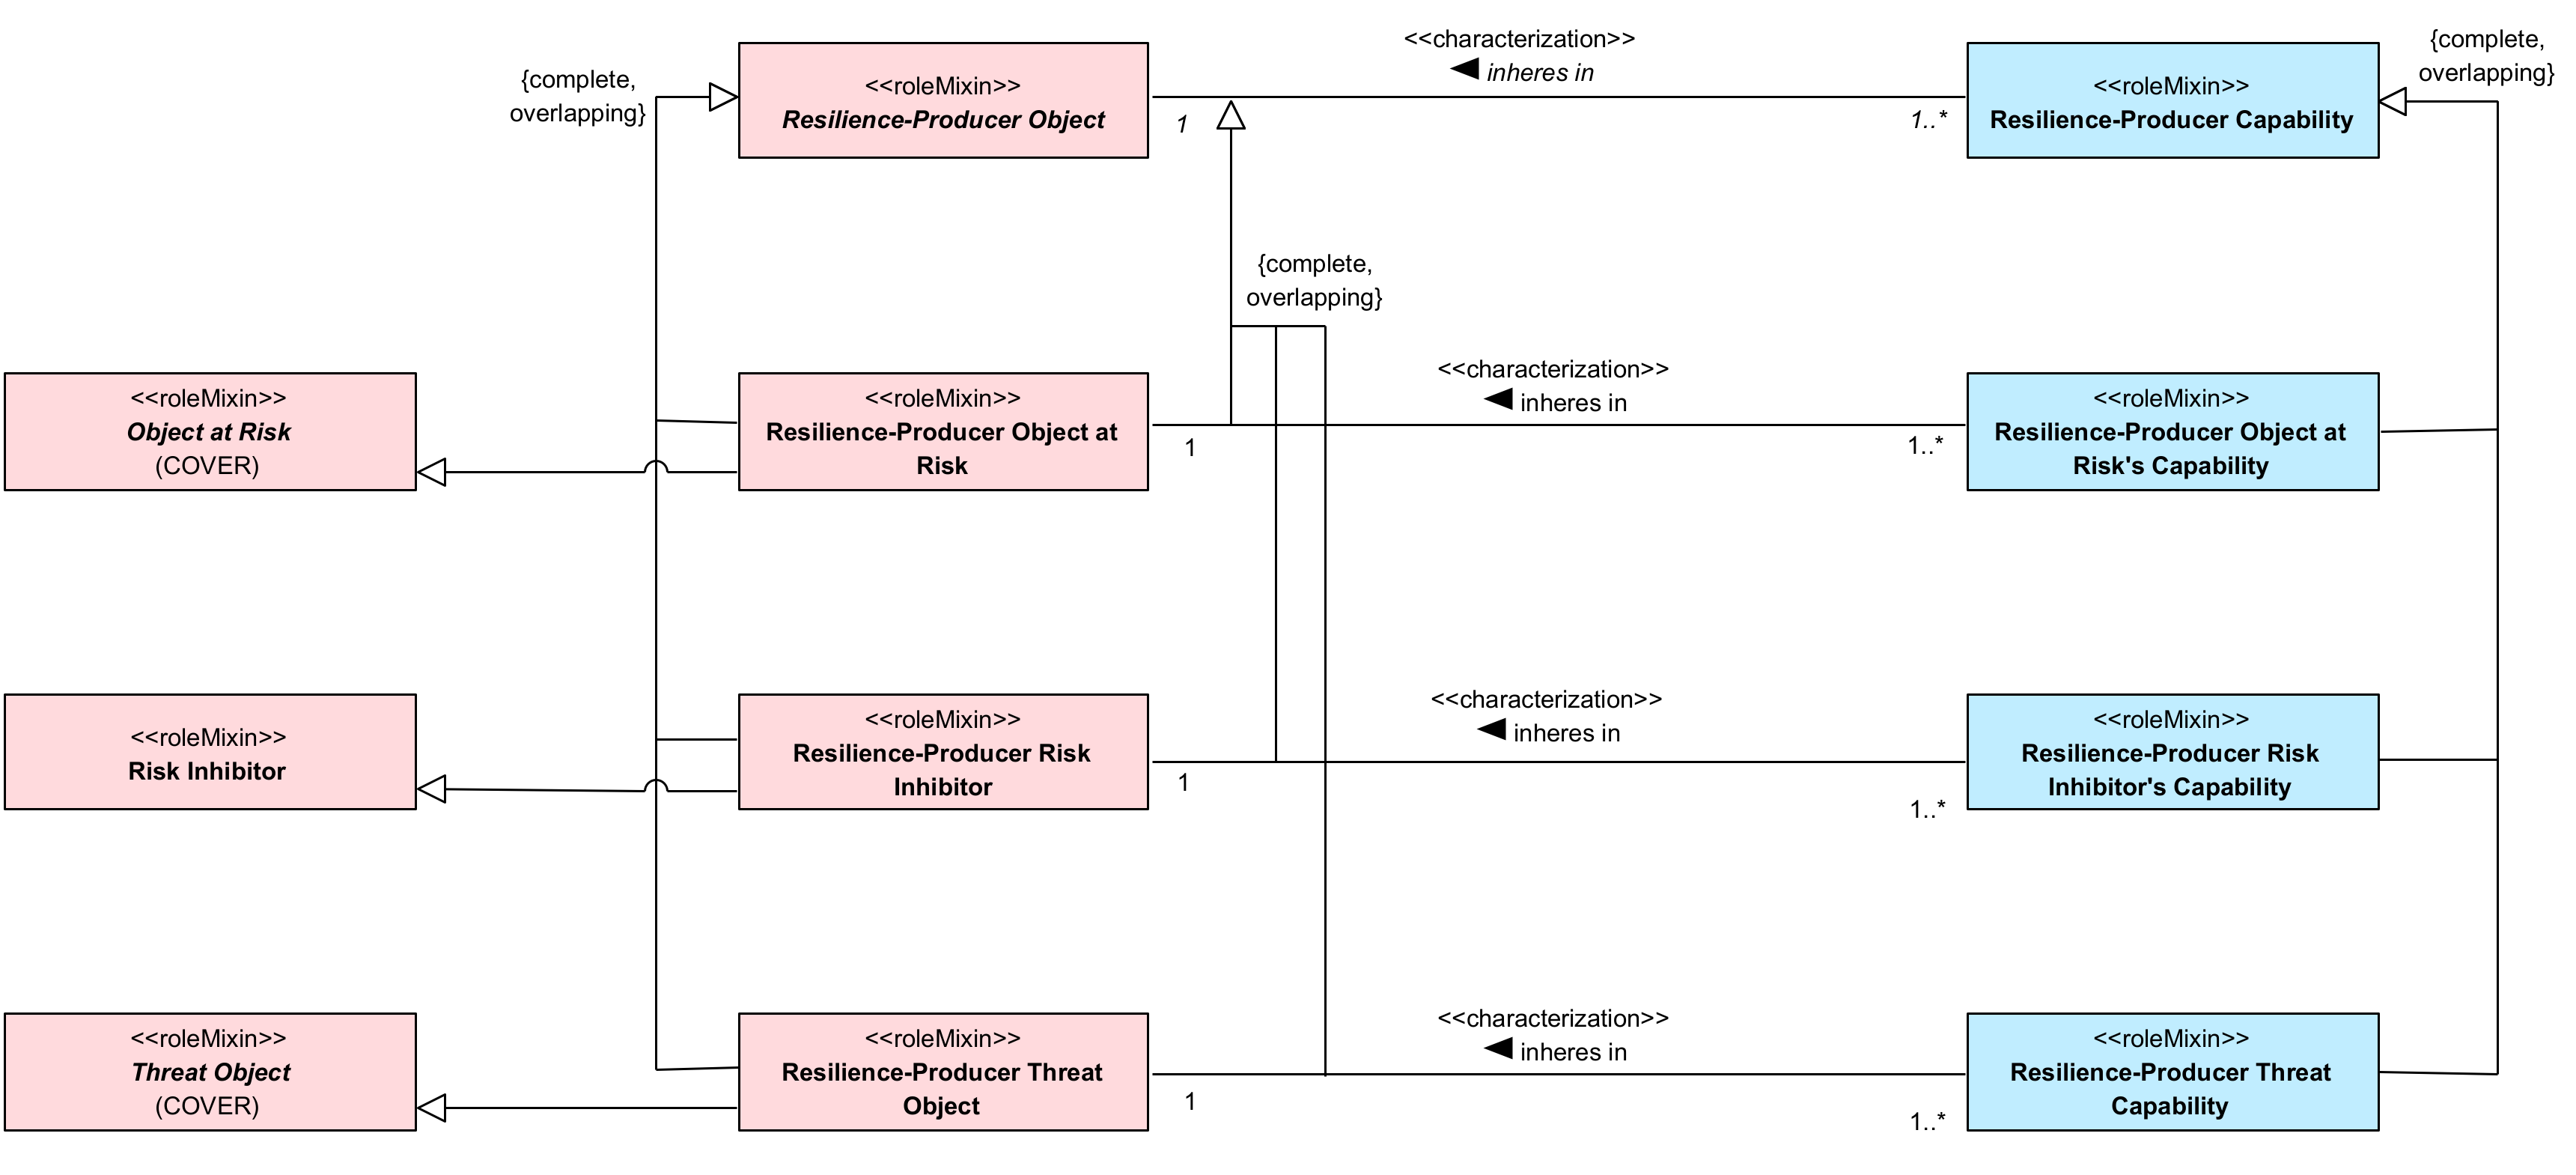 <<characterization>>
inheres in
{complete,
overlapping}
{complete,
overlapping}
<<roleMixin>>
Resilience-Producer Object
1
1..*
<<roleMixin>>
Resilience-Producer Capability
{complete,
overlapping}
<<characterization>>
inheres in
<<roleMixin>>
Object at Risk
(COVER)
<<roleMixin>>
Resilience-Producer Object at
Risk
1
1..*
<<roleMixin>>
Resilience-Producer Object at
Risk's Capability
<<characterization>>
inheres in
<<roleMixin>>
Risk Inhibitor
<<roleMixin>>
Resilience-Producer Risk
Inhibitor
1
1..*
<<roleMixin>>
Resilience-Producer Risk
Inhibitor's Capability
<<characterization>>
inheres in
<<roleMixin>>
Threat Object
(COVER)
<<roleMixin>>
Resilience-Producer Threat
Object
1
1..*
<<roleMixin>>
Resilience-Producer Threat
Capability